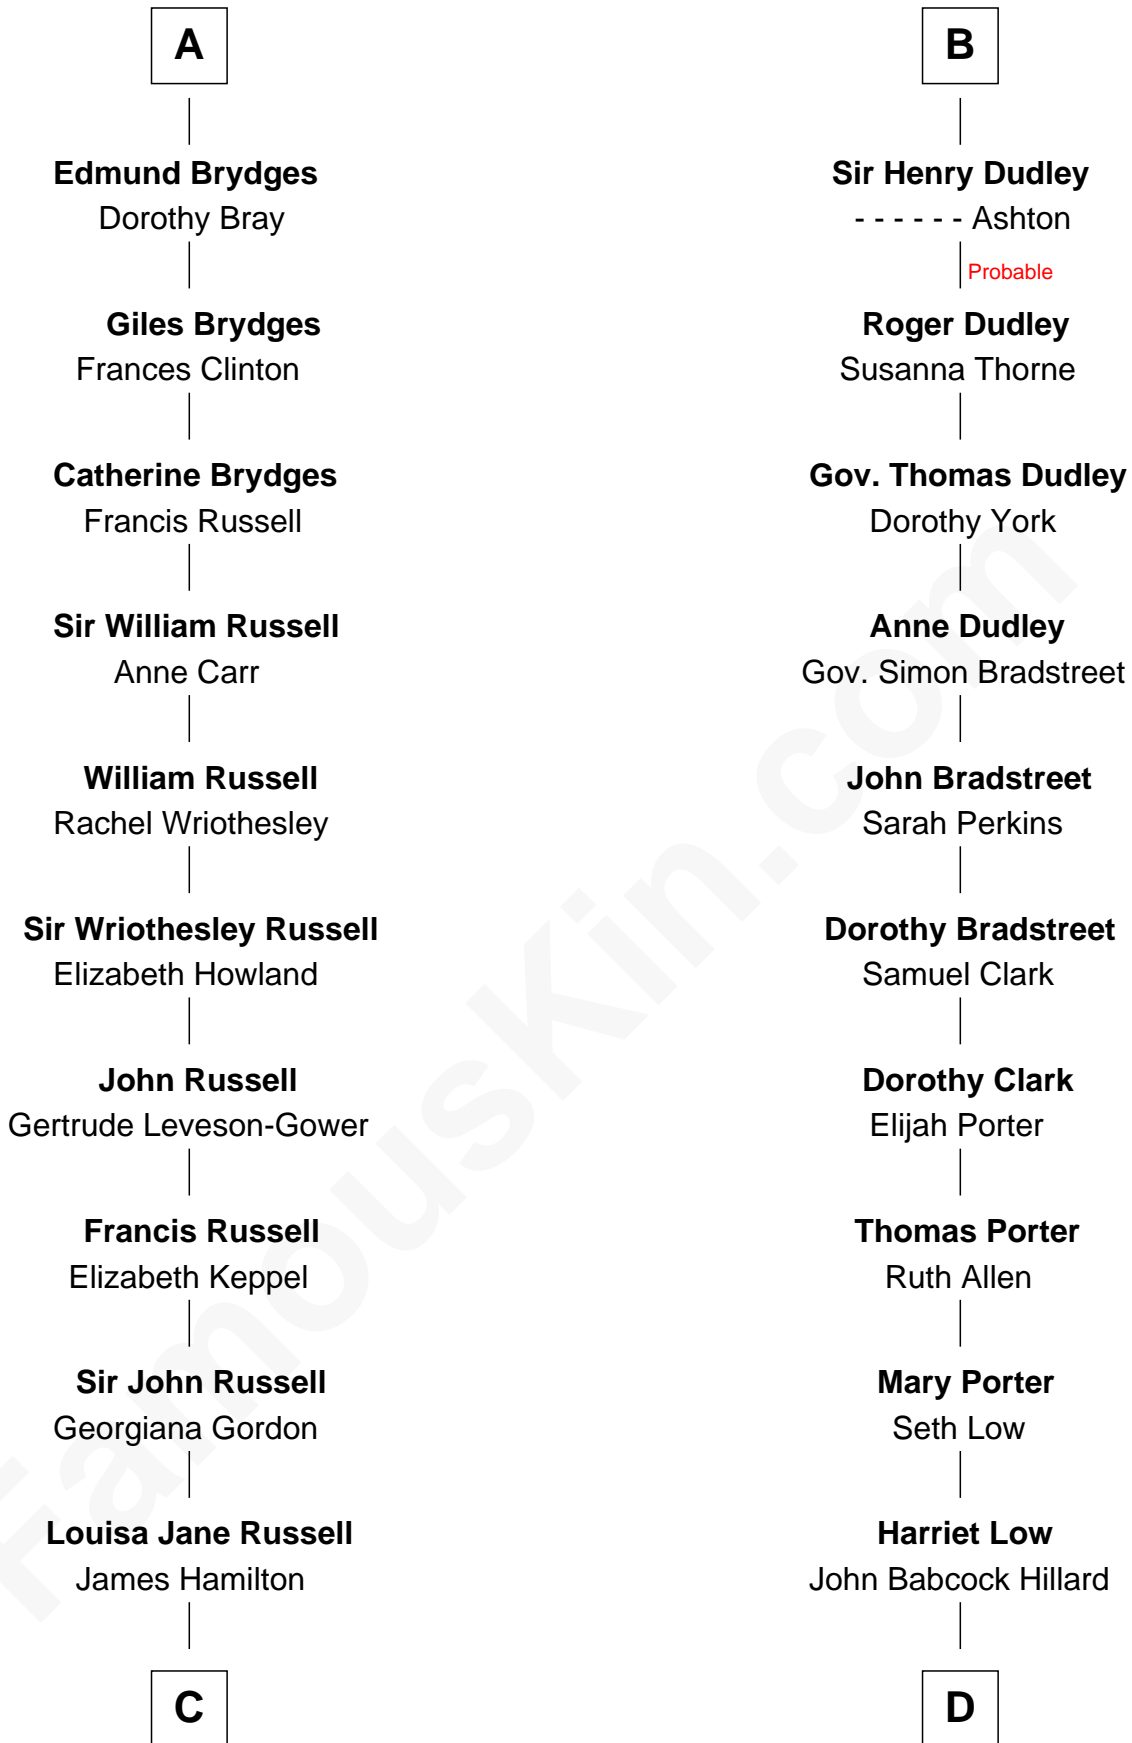 A
Edmund Brydges
Dorothy Bray
Giles Brydges
Frances Clinton
Catherine Brydges
Francis Russell
Sir William Russell
Anne Carr
William Russell
Rachel Wriothesley
Sir Wriothesley Russell
Elizabeth Howland
John Russell
Gertrude Leveson-Gower
Francis Russell
Elizabeth Keppel
Sir John Russell
Georgiana Gordon
Louisa Jane Russell
James Hamilton
C
B
Sir Henry Dudley
- - - - - - Ashton
Probable
Roger Dudley
Susanna Thorne
Gov. Thomas Dudley
Dorothy York
Anne Dudley
Gov. Simon Bradstreet
John Bradstreet
Sarah Perkins
Dorothy Bradstreet
Samuel Clark
Dorothy Clark
Elijah Porter
Thomas Porter
Ruth Allen
Mary Porter
Seth Low
Harriet Low
John Babcock Hillard
D
FamousKin.com